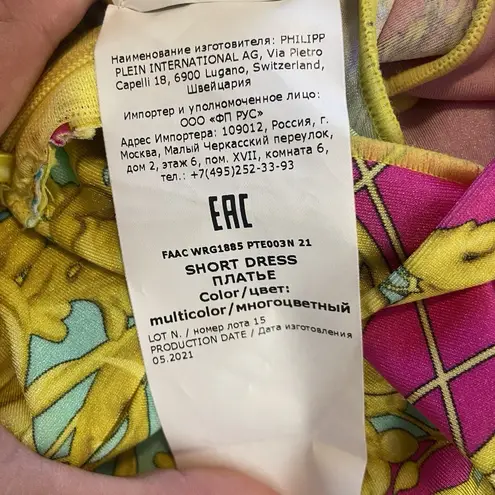 Наименование изготовителя: PHILIPP
PLEIN INTERNATIONAL AG, Via Pietro
Capelli 18, 6900 Lugano, Switzerland,
Швейцария
Импортер и уполномоченное лицо:
ООО «ФП РУС»
Адрес Импортера: 109012, Россия, г.
Москва, Малый Черкасский переулок,
дом 2, этаж 6, пом. XVII, комната 6,
тел.: +7(495)252-33-93
EAC
FAAC WRG1885 PTE003N 21
SHORT DRESS
ПЛАТЬЕ
Color/цвет:
multicolor/многоцветный
LOT N. / номер лота 15
PRODUCTION DATE / Дата изготовления
05.2021